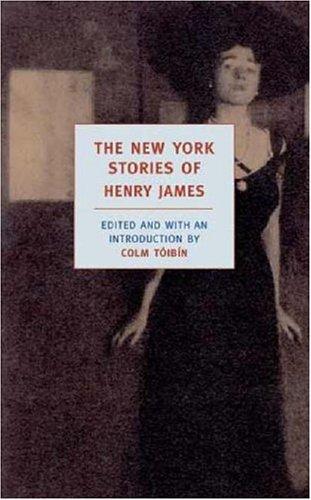 THE NEW YORK
STORIES OF
HENRY JAMES
EDITED AND WITH AN
INTRODUCTION BY
COLM TÓIBÍN